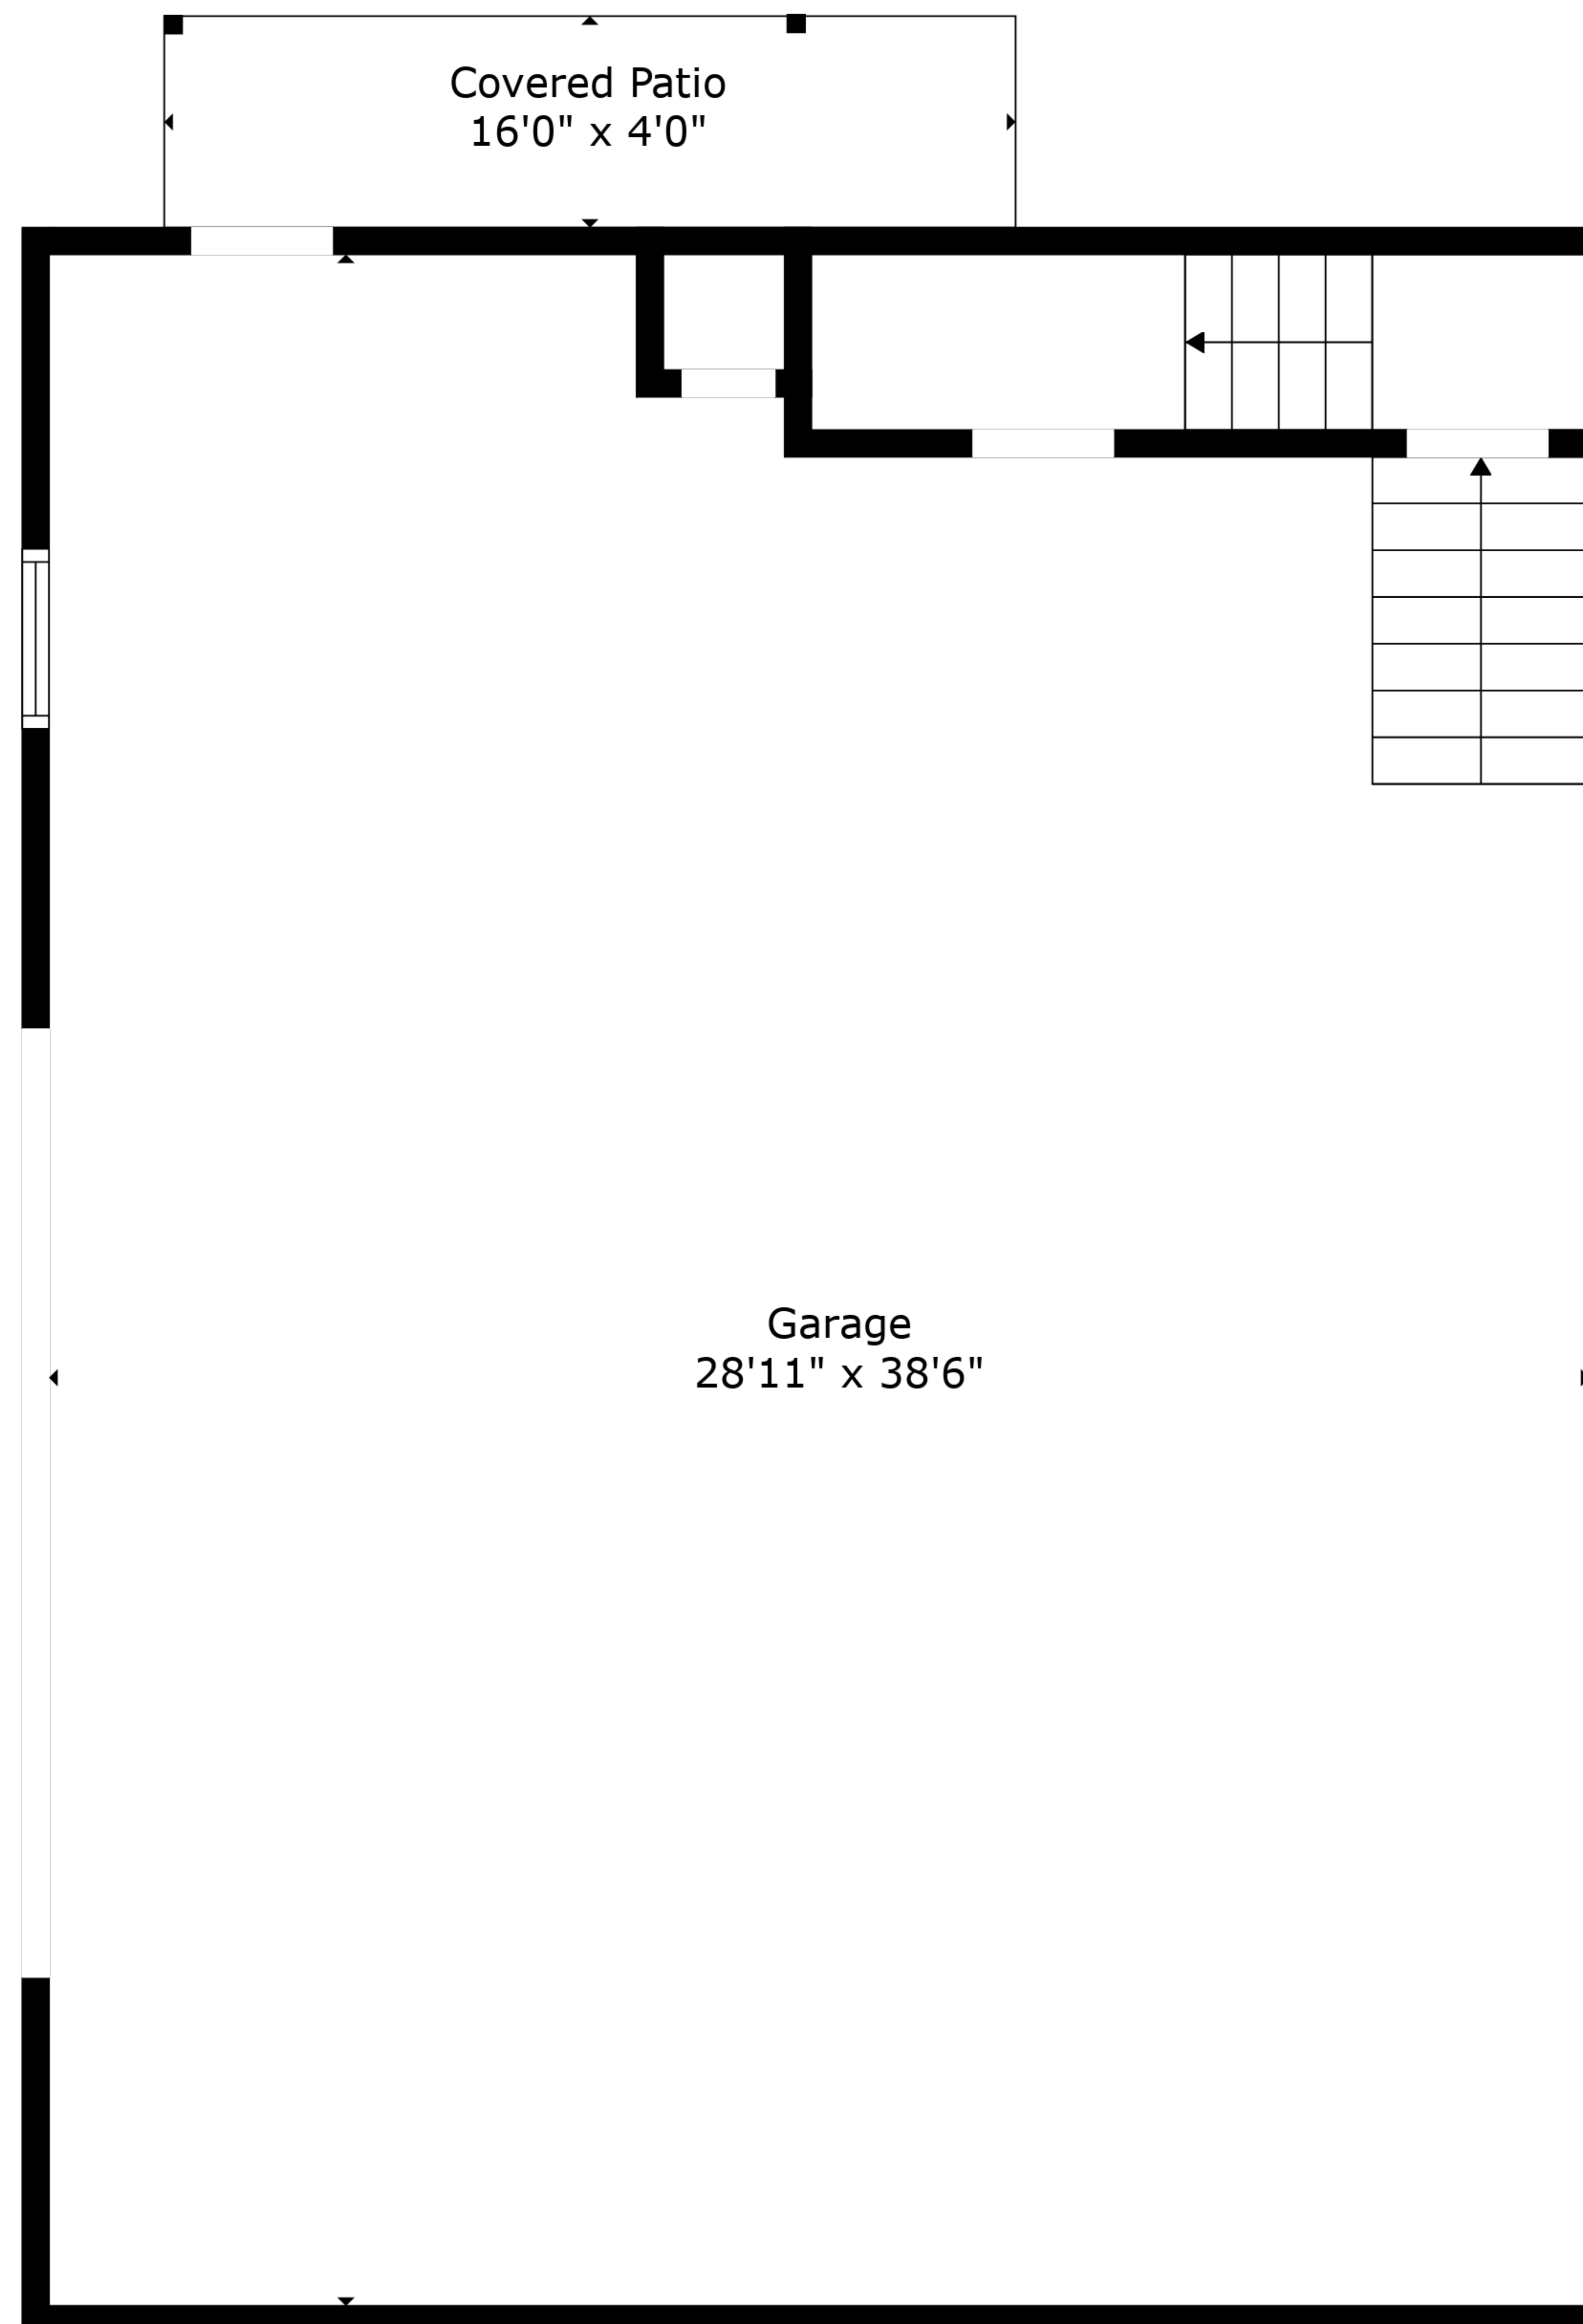 Covered Patio
16'0" x 4'0"
Garage
28'11" x 38'6"